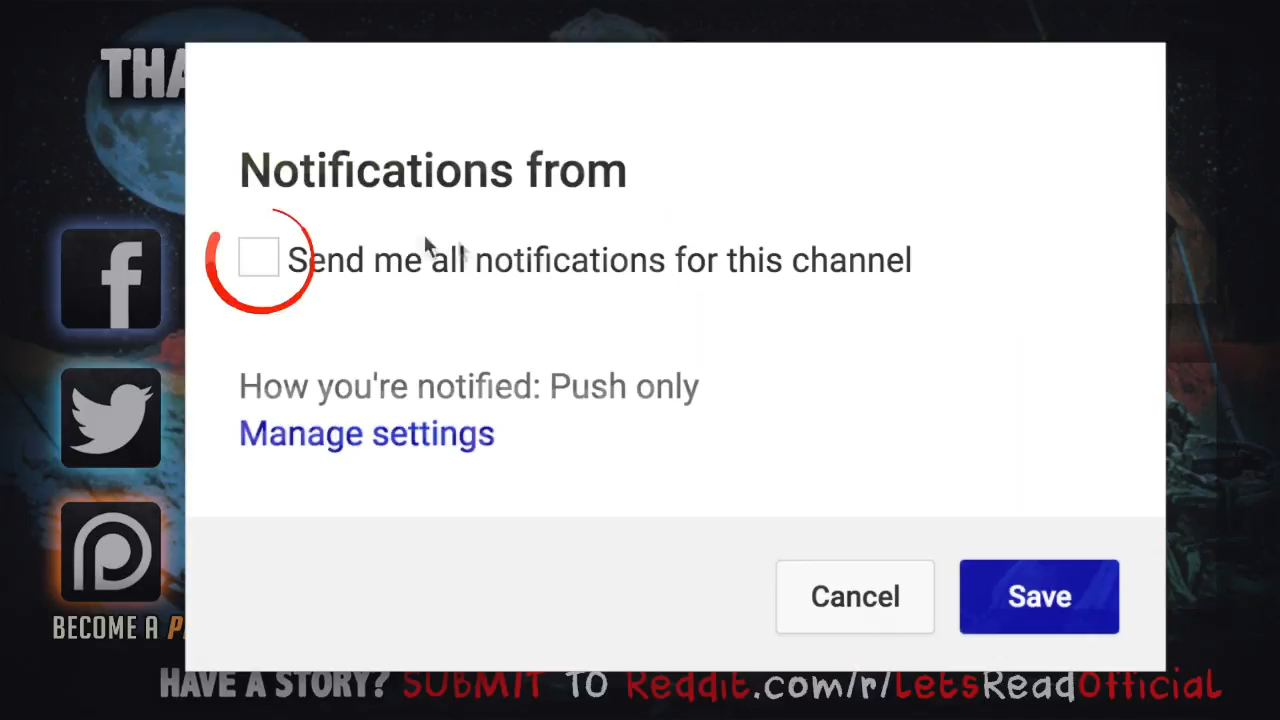 THA
Notifications from
Send me all notifications for this channel
How you're notified: Push only
Manage settings
Cancel
Save
BECOME A P
HAVE A STORY? SUBMIT TO Reddit.com/r/LetsReadOfficial